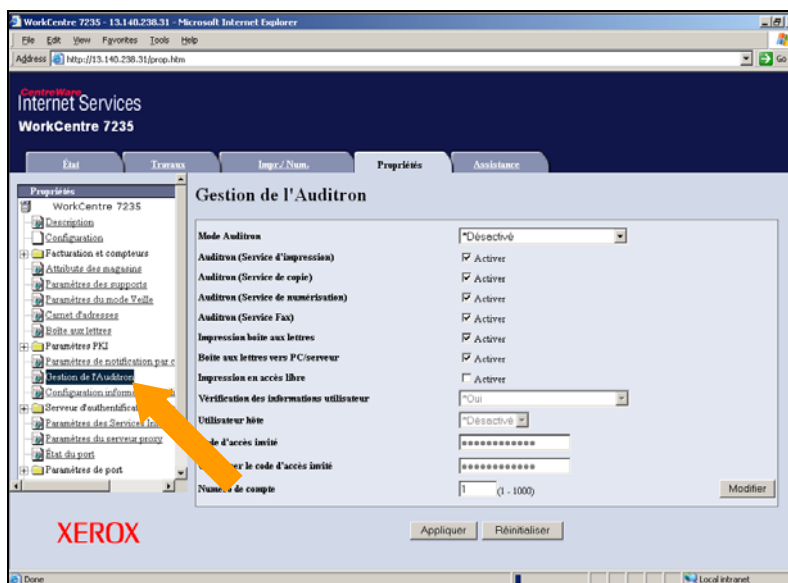 WorkCentre 7235 - 13.140.238.31 - Microsoft Internet Explorer
File Edit View Favorites Tools Help
Address http://13.140.238.31/prop.htm Go
CentreWare
Internet Services
WorkCentre 7235
État Travaux Impr./Num. Propriétés Assistance
Propriétés
WorkCentre 7235
Description
Configuration
Facturation et compteurs
Attributs des magasins
Paramètres des supports
Paramètres du mode Veille
Carnet d'adresses
Boîte aux lettres
Paramètres PKI
Paramètres de notification par c
Gestion de l'Auditron
Configuration
Serveur d'authentificat
Paramètres des Services
Paramètres du serveur proxy
État du port
Paramètres de port
XEROX
Gestion de l'Auditron
Mode Auditron *Désactivé
Auditron (Service d'impression) Activer
Auditron (Service de copie) Activer
Auditron (Service de numérisation) Activer
Auditron (Service Fax) Activer
Impression boîte aux lettres Activer
Boîte aux lettres vers PC/serveur Activer
Impression en accès libre Activer
Vérification des informations utilisateur *Oui
Utilisateur hôte *Désactivé
d'accès invité ************
le code d'accès invité ************
Numéro de compte 1 (1 - 1000) Modifier
Appliquer Réinitialiser
Done Local intranet